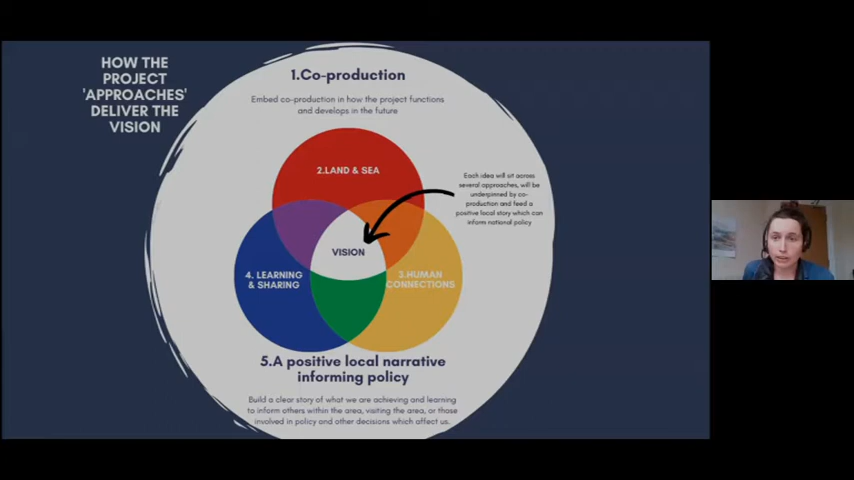 HOW THE
PROJECT
'APPROACHES'
DELIVER THE
VISION
1.Co-production
Embed co-production in how the project functions
and develops in the future
2.LAND & SEA
Each idea will sit across
several approaches, will be
underpinned by co-
production and feed a
positive local story which can
inform national policy
VISION
4. LEARNING
& SHARING
3.HUMAN
CONNECTIONS
5.A positive local narrative
informing policy
Build a clear story of what we are achieving and learning
to inform others within the area, visiting the area, or those
involved in policy and other decisions which affect us.